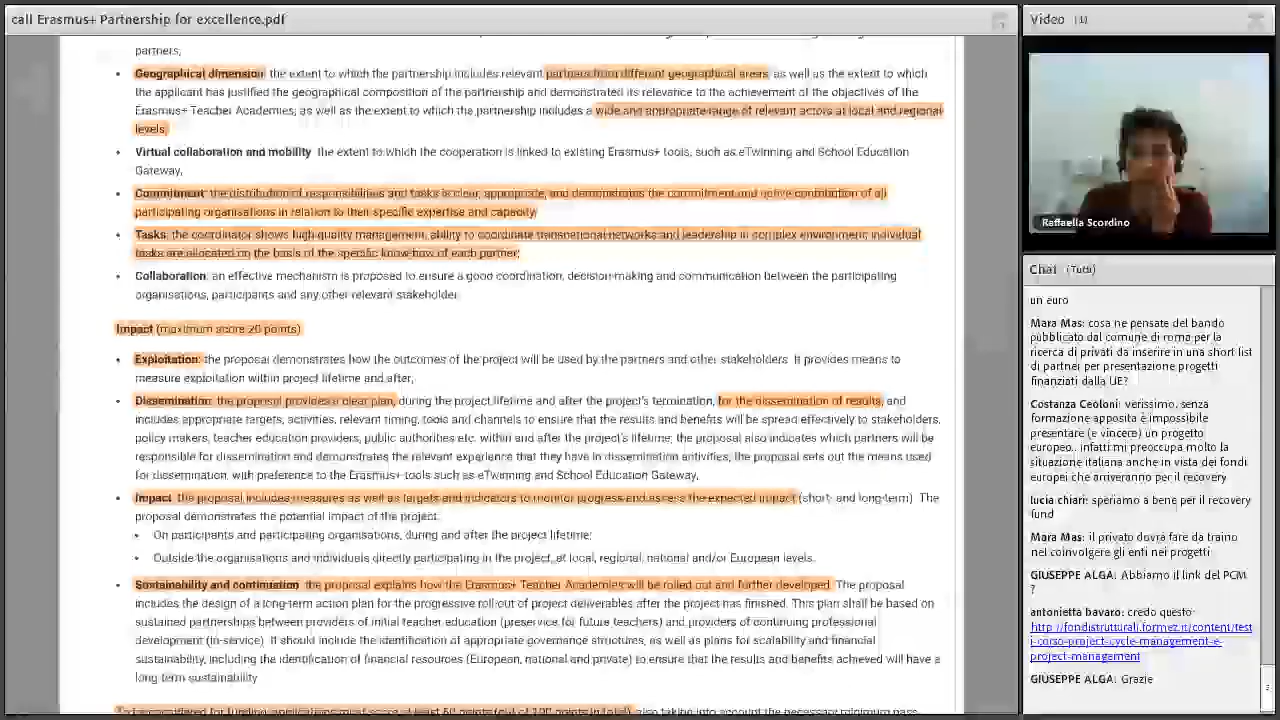 call Erasmus+ Partnership for excellence.pdf
partners;
Geographical dimension: the extent to which the partnership includes relevant partners from different geographical areas, as well as the extent to which
the applicant has justified the geographical composition of the partnership and demonstrated its relevance to the achievement of the objectives of the
Erasmus+ Teacher Academies, as well as the extent to which the partnership includes a wide and appropriate range of relevant actors at local and regional
levels;
Virtual collaboration and mobility: the extent to which the cooperation is linked to existing Erasmus+ tools, such as eTwinning and School Education
Gateway,
Commitment: the distribution of responsibilities and tasks is clear, appropriate, and demonstrates the commitment and active contribution of all
participating organisations in relation to their specific expertise and capacity;
Tasks: the coordinator shows high-quality management, ability to coordinate transnational networks and leadership in complex environment; individual
tasks are allocated on the basis of the specific know-how of each partner;
Collaboration: an effective mechanism is proposed to ensure a good coordination, decision-making and communication between the participating
organisations, participants and any other relevant stakeholder.
Impact (maximum score 20 points)
Exploitation: the proposal demonstrates how the outcomes of the project will be used by the partners and other stakeholders. It provides means to
measure exploitation within project lifetime and after;
Dissemination: the proposal provides a clear plan, during the project lifetime and after the project's termination, for the dissemination of results, and
includes appropriate targets, activities, relevant timing, tools and channels to ensure that the results and benefits will be spread effectively to stakeholders,
policy makers, teacher education providers, public authorities etc. within and after the project's lifetime; the proposal also indicates which partners will be
responsible for dissemination and demonstrates the relevant experience that they have in dissemination activities; the proposal sets out the means used
for dissemination, with preference to the Erasmus+ tools such as eTwinning and School Education Gateway,
Impact: the proposal includes measures as well as targets and indicators to monitor progress and assess the expected impact (short- and long-term). The
proposal demonstrates the potential impact of the project:
On participants and participating organisations, during and after the project lifetime;
Outside the organisations and individuals directly participating in the project, at local, regional, national and/or European levels.
Sustainability and continuation: the proposal explains how the Erasmus+ Teacher Academies will be rolled out and further developed. The proposal
includes the design of a long-term action plan for the progressive roll-out of project deliverables after the project has finished. This plan shall be based on
sustained partnerships between providers of initial teacher education (preservice for future teachers) and providers of continuing professional
development (in-service). It should include the identification of appropriate governance structures, as well as plans for scalability and financial
sustainability, including the identification of financial resources (European, national and private) to ensure that the results and benefits achieved will have a
long-term sustainability
To be considered for funding, applications must score at least 60 points (out of 100 points in total), also taking into account the necessary minimum pass
Video (1)
Raffaella Scordino
Chat (Tutti)
un euro
Mara Mas: cosa ne pensate del bando
pubblicato dal comune di roma per la
ricerca di privati da inserire in una short list
di partner per presentazione progetti
finanziati dalla UE?
Costanza Ceoloni: verissimo, senza
formazione apposita è impossibile
presentare (e vincere) un progetto
europeo.. infatti mi preocupa molto la
situazione italiana anche in vista dei fondi
europei che arriveranno per il recovery
lucia chiari: speriamo a bene per il recovery
fund
Mara Mas: il privato dovrà fare da traino
nel coinvolgere gli enti nei progetti
GIUSEPPE ALGA: Abbiamo il link del PCM
?
antonietta bavaro: credo questo:
http://fondistrutturali.formez.it/content/test
i-corso-project-cycle-management-e-
project-management
GIUSEPPE ALGA: Grazie